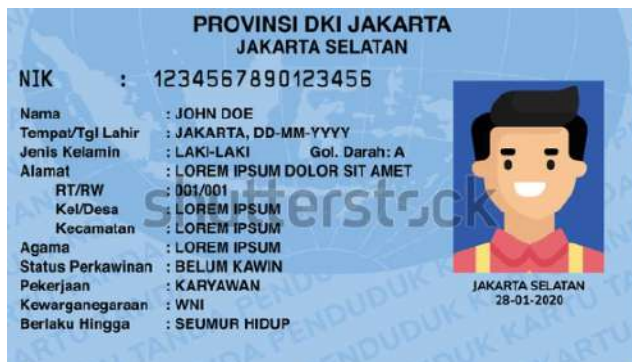 PROVINSI DKI JAKARTA
JAKARTA SELATAN
NIK : 1234567890123456
Nama : JOHN DOE
Tempat/Tgl Lahir : JAKARTA, DD-MM-YYYY
Jenis Kelamin : LAKI-LAKI Gol. Darah: A
Alamat : LOREM IPSUM DOLOR SIT AMET
RT/RW : 001/001
Kel/Desa : LOREM IPSUM
Kecamatan : LOREM IPSUM
Agama : LOREM IPSUM
Status Perkawinan : BELUM KAWIN
Pekerjaan : KARYAWAN
Kewarganegaraan : WNI
Berlaku Hingga : SEUMUR HIDUP
JAKARTA SELATAN
28-01-2020
shutterstock